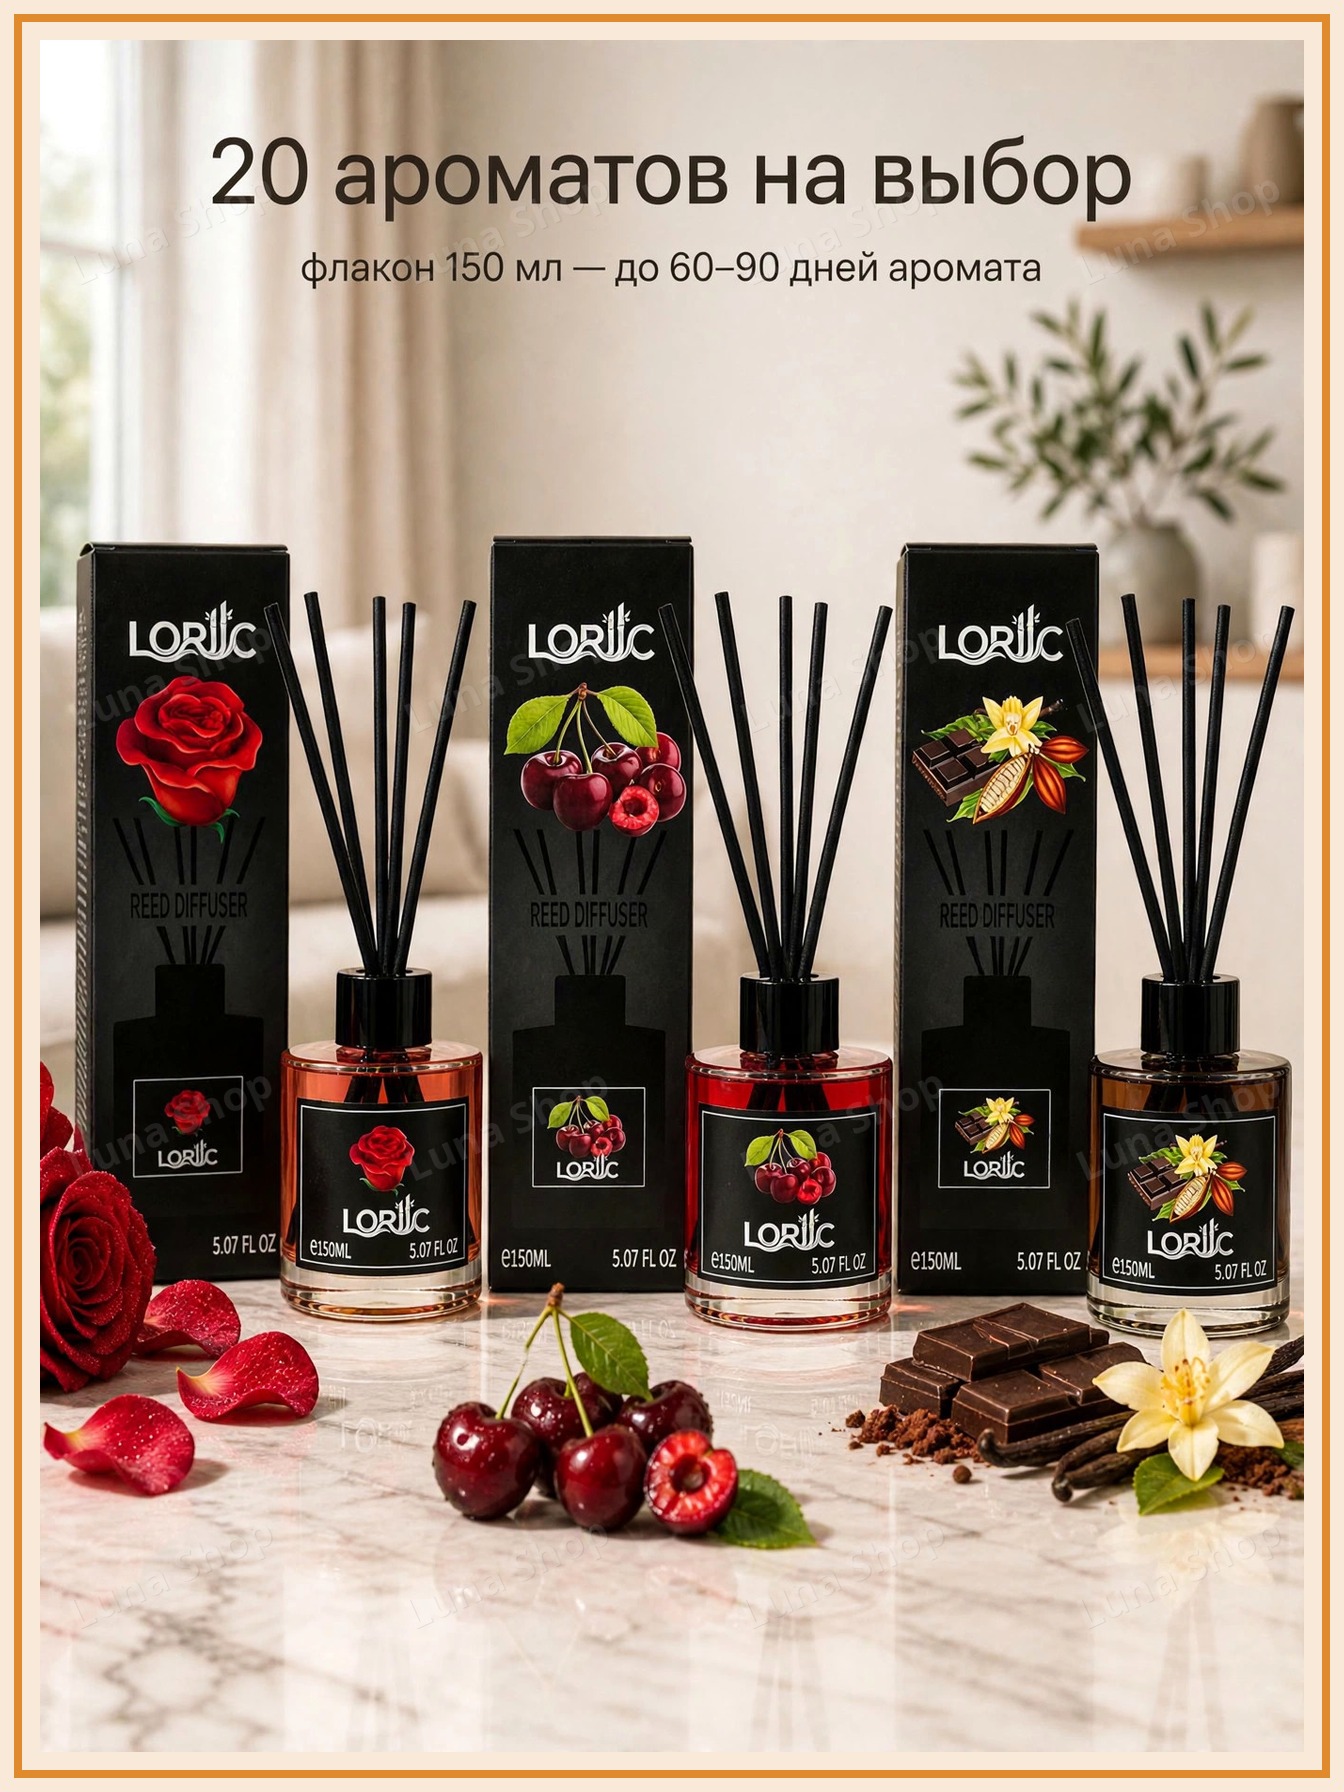 20 ароматов на выбор
флакон 150 мл — до 60–90 дней аромата
LORIIC
LORIIC
LORIIC
REED DIFFUSER
REED DIFFUSER
REED DIFFUSER
LORIIC
5.07 FL OZ
LORIIC
e150ML 5.07 FL OZ
LORIIC
e150ML 5.07 FL OZ
LORIIC
e150ML 5.07 FL OZ
LORIIC
e150ML 5.07 FL OZ
LORIIC
e150ML 5.07 FL OZ
Luna Shop